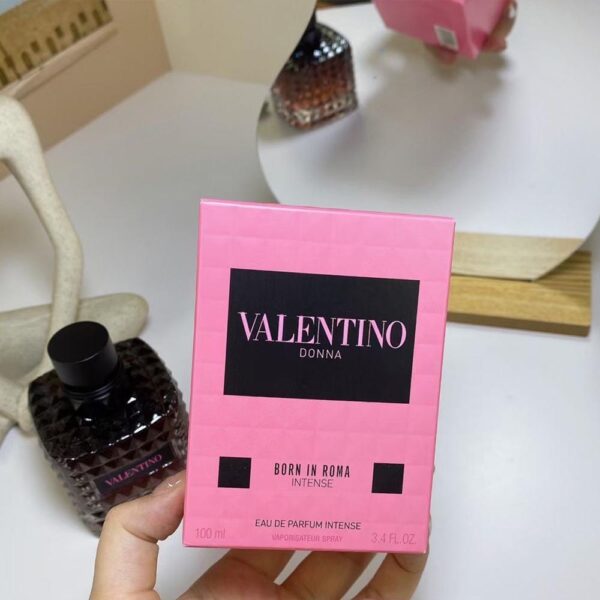 VALENTINO
DONNA
BORN IN ROMA
INTENSE
EAU DE PARFUM INTENSE
100 ml
VAPORISATEUR SPRAY
3.4 FL.OZ.
VALENTINO